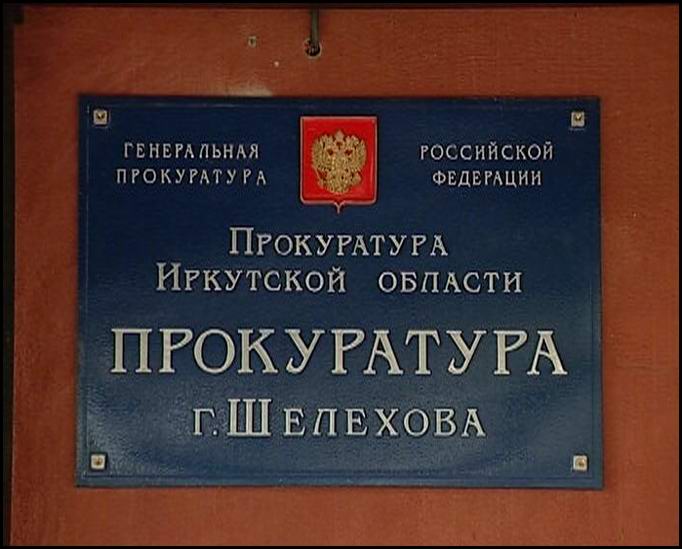 ГЕНЕРАЛЬНАЯ ПРОКУРАТУРА
РОССИЙСКОЙ ФЕДЕРАЦИИ
ПРОКУРАТУРА
ИРКУТСКОЙ ОБЛАСТИ
ПРОКУРАТУРА
г. ШЕЛЕХОВА